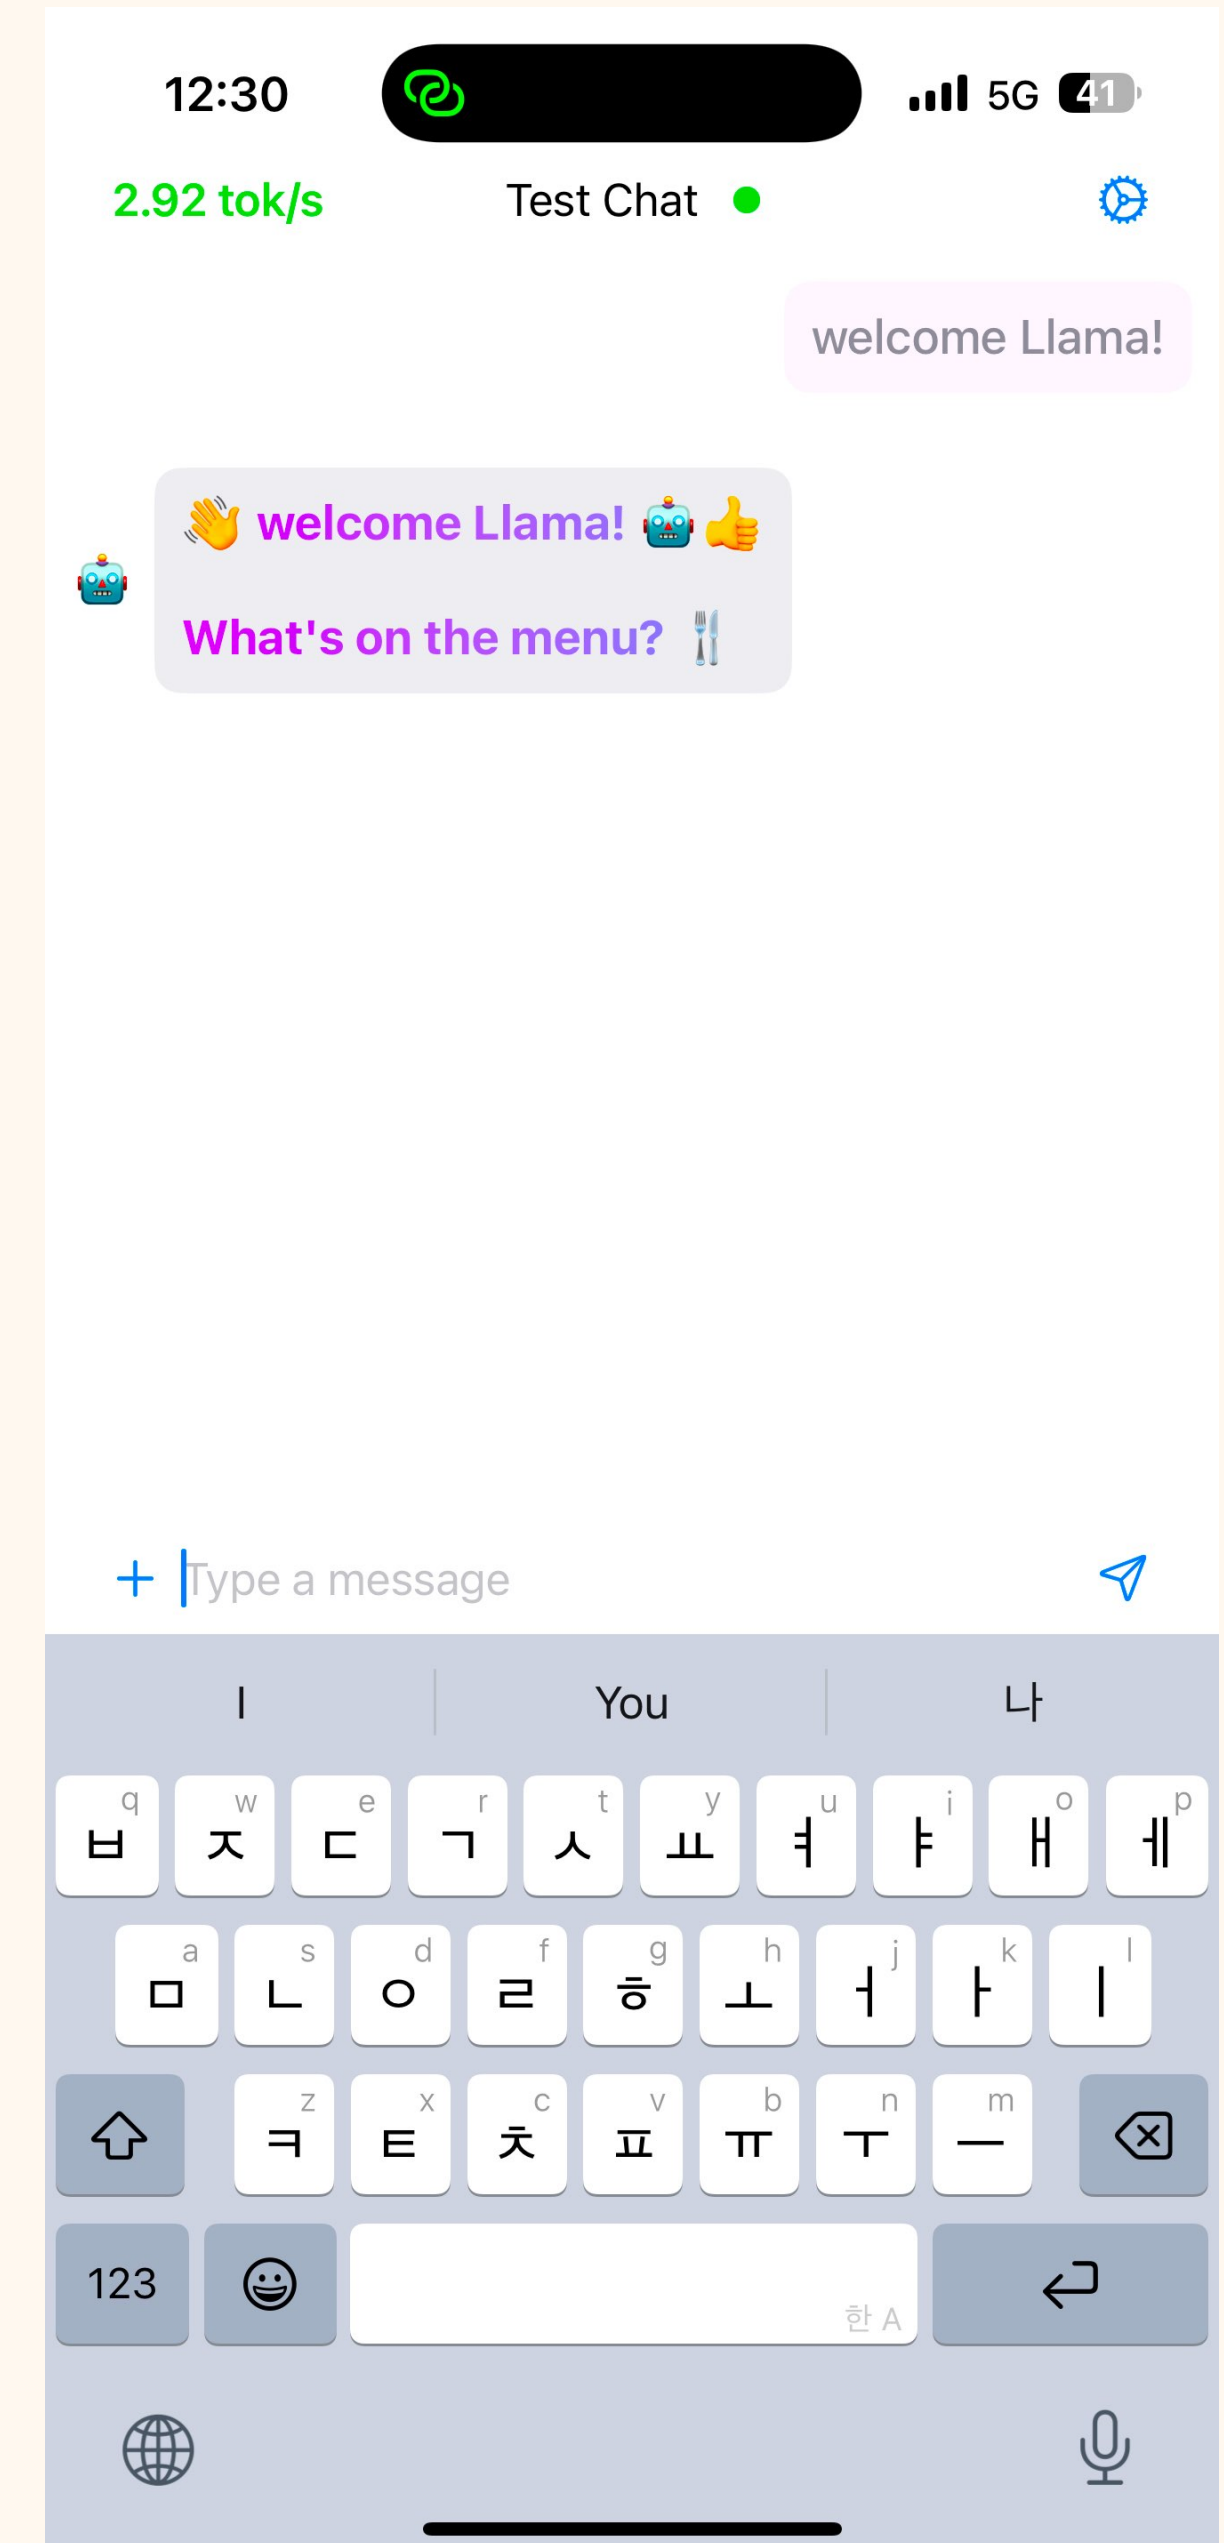 12:30 5G 41
2.92 tok/s Test Chat
welcome Llama!
👋 welcome Llama! 🤖👍
What's on the menu? 🍴
Type a message
I You 나
q w e r t y u i o p
ㅂ ㅈ ㄷ ㄱ ㅅ ㅛ ㅕ ㅑ ㅐ ㅔ
a s d f g h j k l
ㅁ ㄴ ㅇ ㄹ ㅎ ㅗ ㅓ ㅏ ㅣ
z x c v b n m
ㅋ ㅌ ㅊ ㅍ ㅠ ㅜ ㅡ
123
한 A